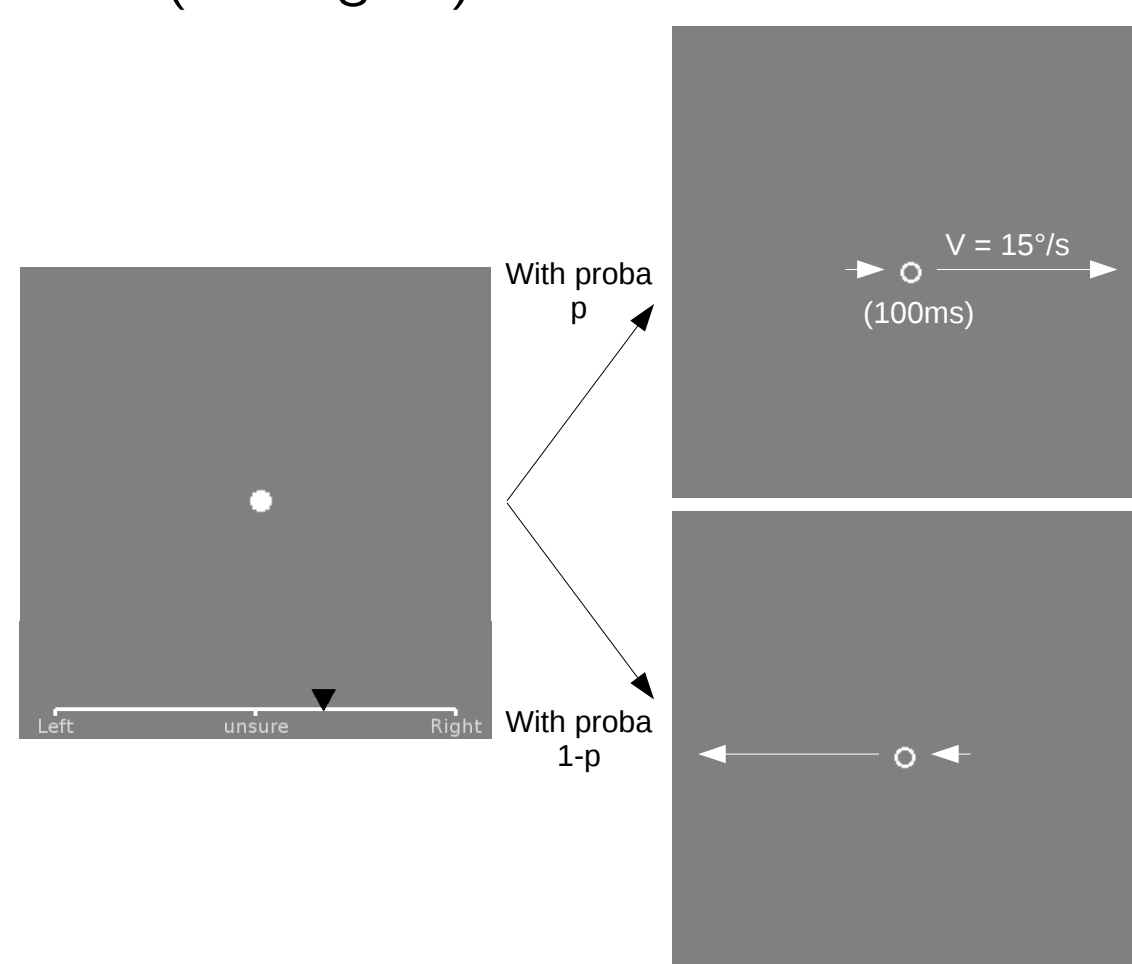 With proba
p
V = 15°/s
(100ms)
Left
unsure
Right
With proba
1-p